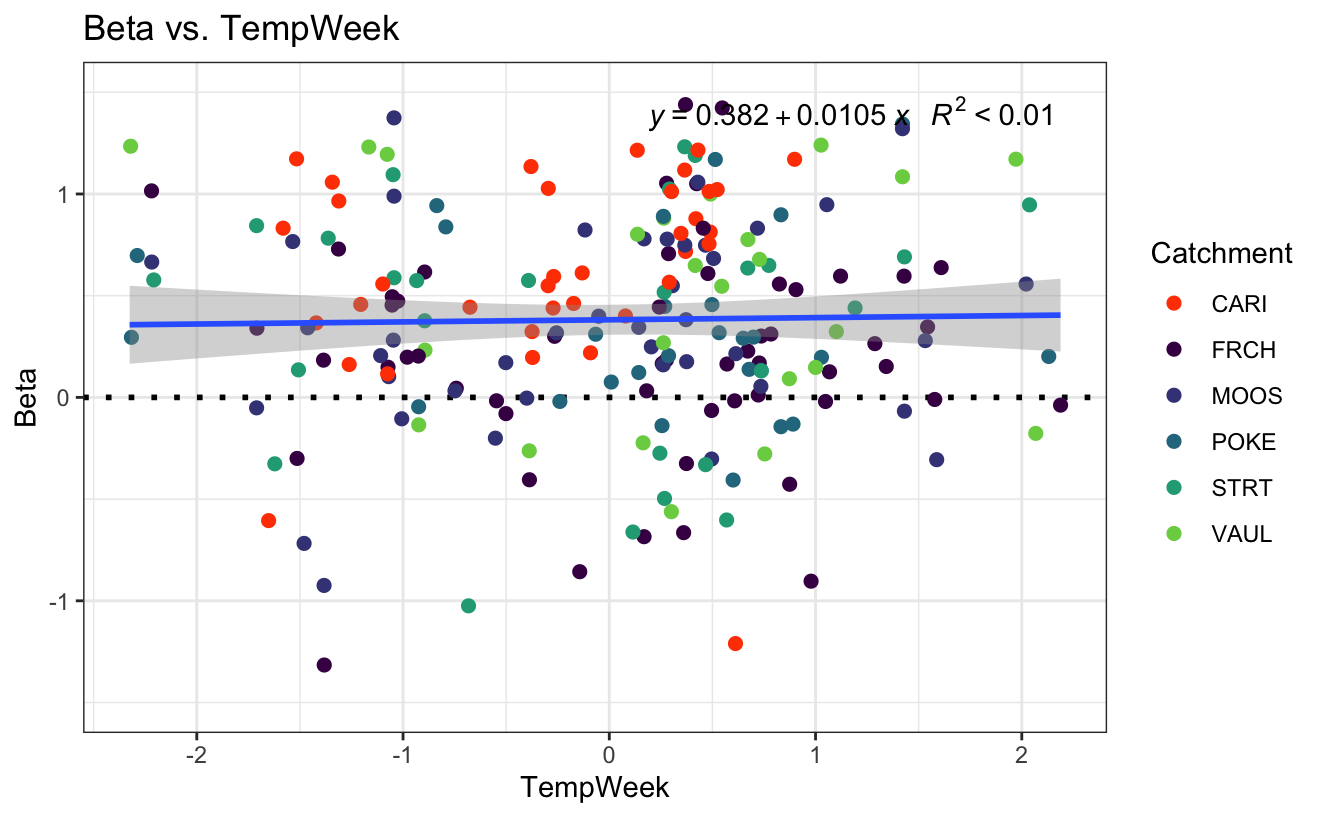 Beta vs. TempWeek
y = 0.382 + 0.0105 x R² < 0.01
Beta
1
0
-1
-2 -1 0 1 2
TempWeek
Catchment
CARI
FRCH
MOOS
POKE
STRT
VAUL